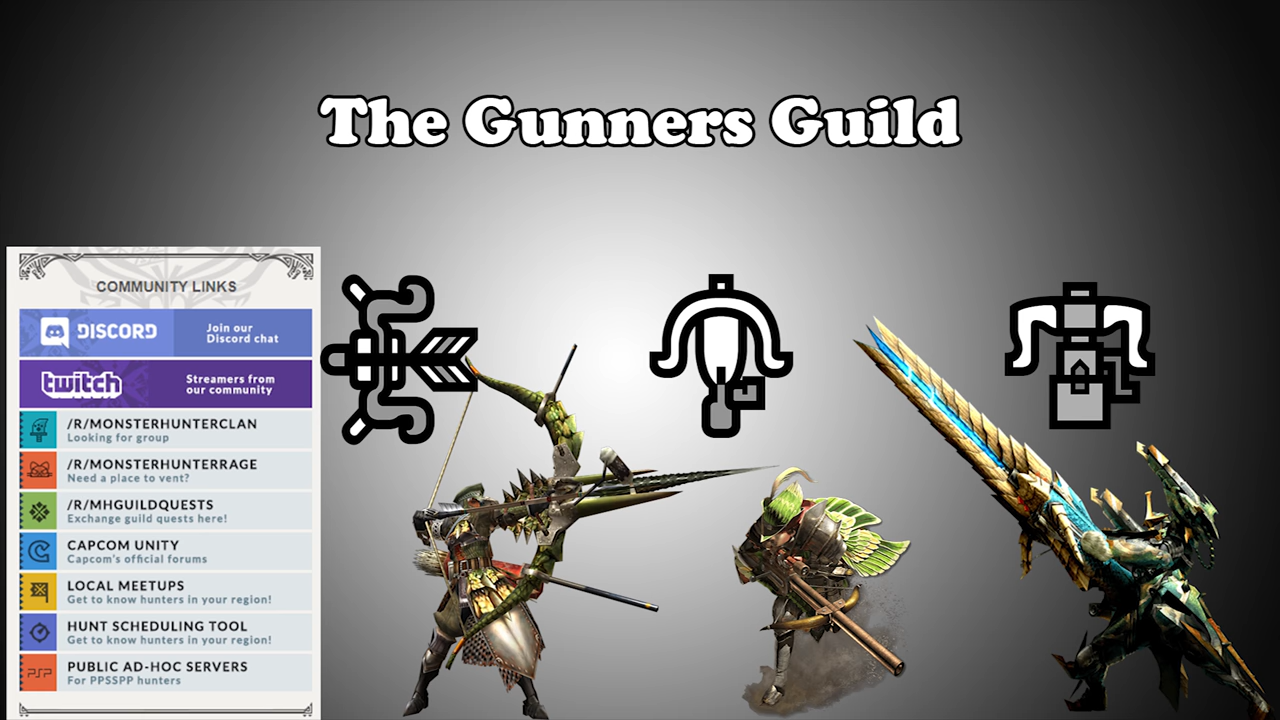 The Gunners Guild
COMMUNITY LINKS
DISCORD
Join our
Discord chat
twitch
Streamers from
our community
/R/MONSTERHUNTERCLAN
Looking for group
/R/MONSTERHUNTERRAGE
Need a place to vent?
/R/MHGUILDQUESTS
Exchange guild quests here!
CAPCOM UNITY
Capcom's official forums
LOCAL MEETUPS
Get to know hunters in your region!
HUNT SCHEDULING TOOL
Get to know hunters in your region!
PSP
PUBLIC AD-HOC SERVERS
For PPSSPP hunters